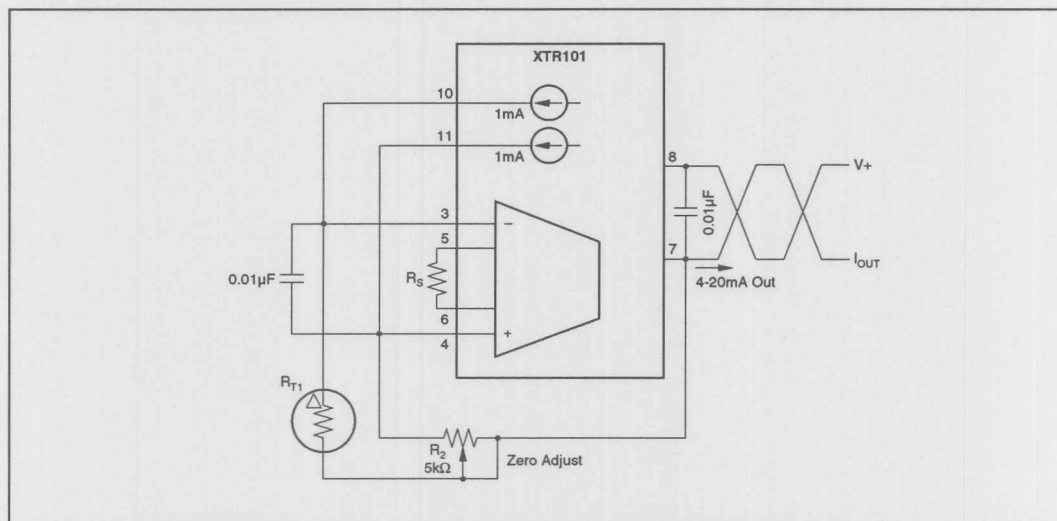 XTR101
10
1mA
11
1mA
8
V+
0.01µF
3
–
5
7
I_OUT
0.01µF
R_S
4-20mA Out
6
+
4
R_T1
R_2
5kΩ
Zero Adjust